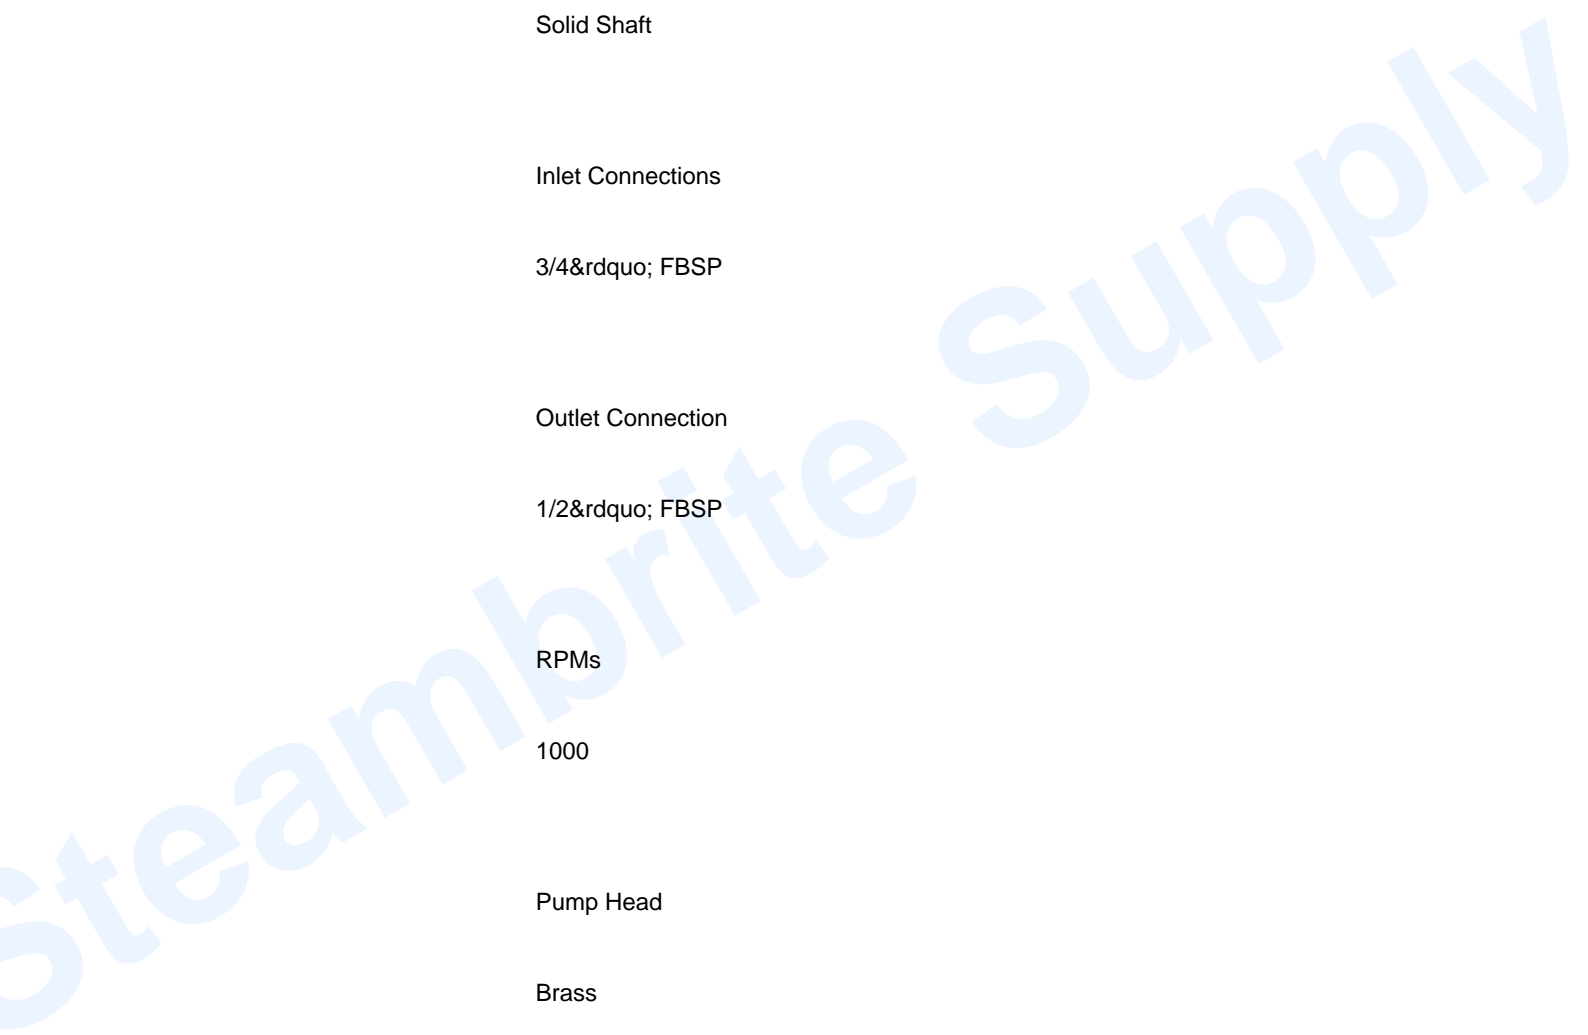 Solid Shaft
Inlet Connections
3/4&rdquo; FBSP
Outlet Connection
1/2&rdquo; FBSP
RPMs
1000
Pump Head
Brass
Steambrite Supply